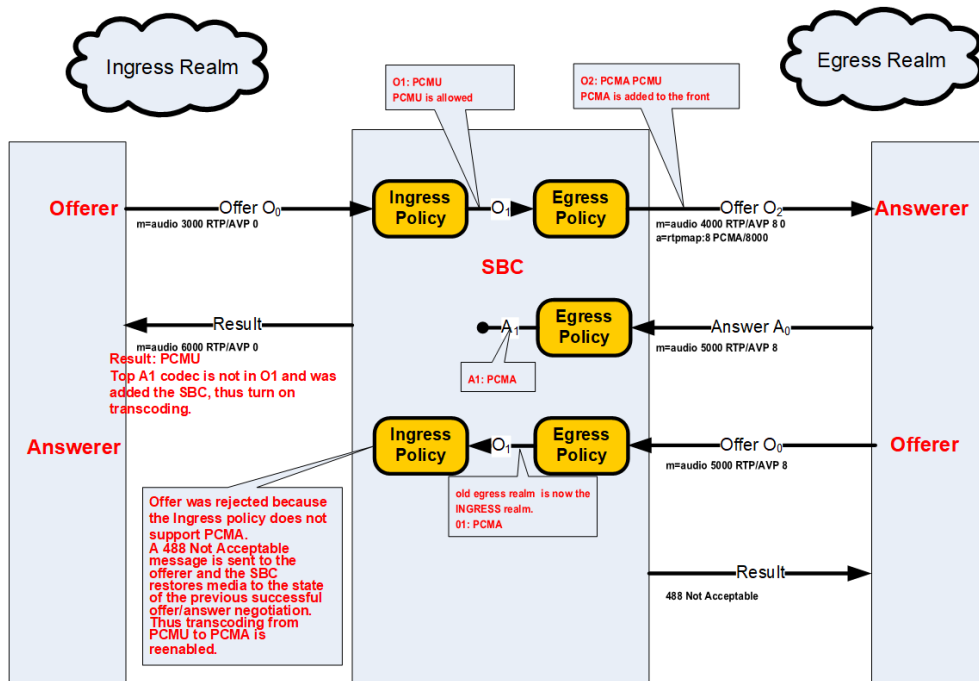 Ingress Realm
Egress Realm
O1: PCMU
PCMU is allowed
O2: PCMA PCMU
PCMA is added to the front
Offerer
Offer O0
m=audio 3000 RTP/AVP 0
Ingress
Policy
O1
Egress
Policy
Offer O2
m=audio 4000 RTP/AVP 8 0
a=rtpmap:8 PCMA/8000
Answerer
SBC
Result
m=audio 6000 RTP/AVP 0
Result: PCMU
Top A1 codec is not in O1 and was
added the SBC, thus turn on
transcoding.
A1
Egress
Policy
Answer A0
m=audio 5000 RTP/AVP 8
A1: PCMA
Answerer
Ingress
Policy
O1
Egress
Policy
Offer O0
m=audio 5000 RTP/AVP 8
Offerer
Offer was rejected because
the Ingress policy does not
support PCMA.
A 488 Not Acceptable
message is sent to the
offerer and the SBC
restores media to the state
of the previous successful
offer/answer negotiation.
Thus transcoding from
PCMU to PCMA is
reenabled.
old egress realm is now the
INGRESS realm.
01: PCMA
Result
488 Not Acceptable